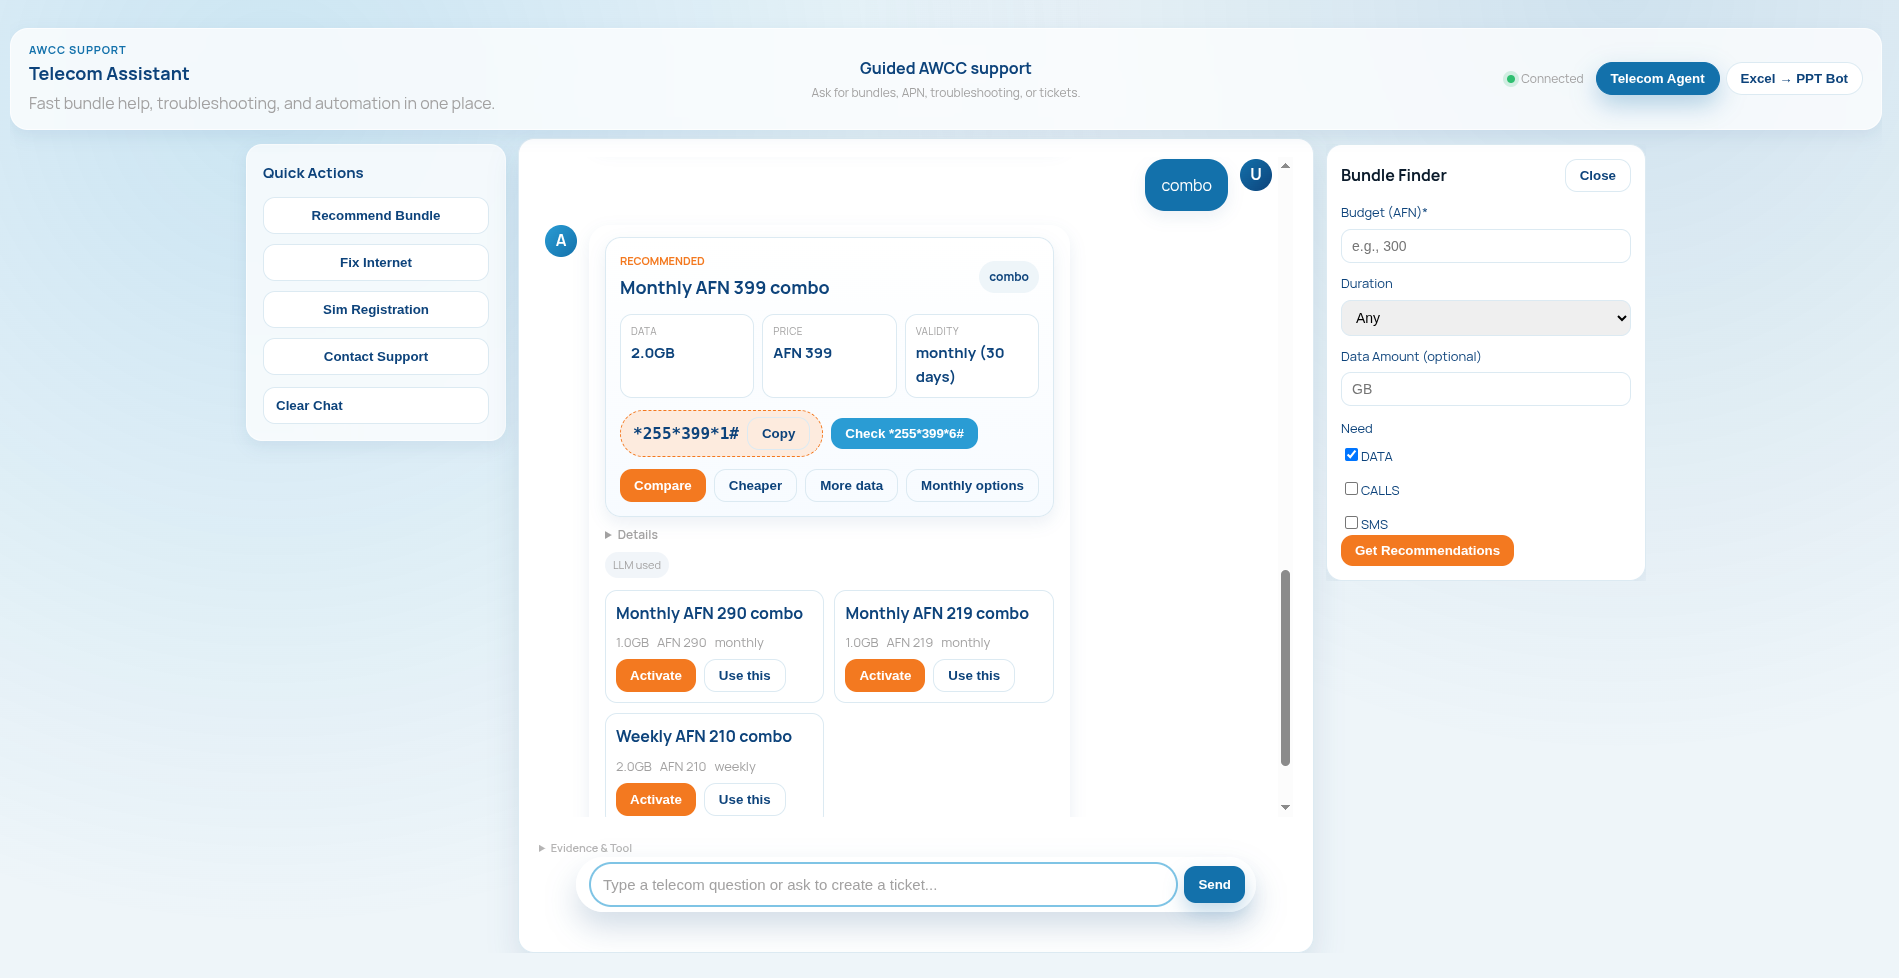 AWCC SUPPORT
Telecom Assistant
Fast bundle help, troubleshooting, and automation in one place.
Guided AWCC support
Ask for bundles, APN, troubleshooting, or tickets.
Connected
Telecom Agent
Excel → PPT Bot
Quick Actions
Recommend Bundle
Fix Internet
Sim Registration
Contact Support
Clear Chat
combo
U
A
RECOMMENDED
Monthly AFN 399 combo
combo
DATA
2.0GB
PRICE
AFN 399
VALIDITY
monthly (30
days)
*255*399*1#
Copy
Check *255*399*6#
Compare
Cheaper
More data
Monthly options
Details
LLM used
Monthly AFN 290 combo
1.0GB AFN 290 monthly
Activate
Use this
Monthly AFN 219 combo
1.0GB AFN 219 monthly
Activate
Use this
Weekly AFN 210 combo
2.0GB AFN 210 weekly
Activate
Use this
Evidence & Tool
Type a telecom question or ask to create a ticket...
Send
Bundle Finder
Close
Budget (AFN)*
e.g., 300
Duration
Any
Data Amount (optional)
GB
Need
DATA
CALLS
SMS
Get Recommendations